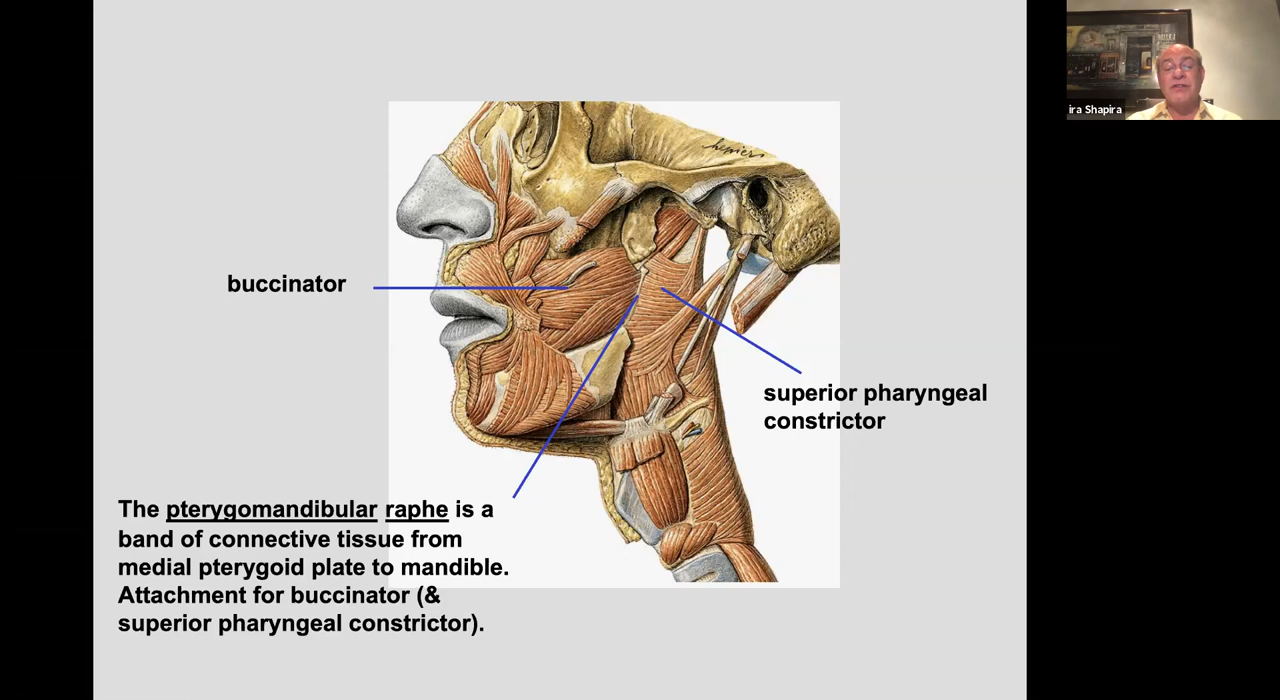 ira Shapira
buccinator
superior pharyngeal
constrictor
The pterygomandibular raphe is a
band of connective tissue from
medial pterygoid plate to mandible.
Attachment for buccinator (&
superior pharyngeal constrictor).